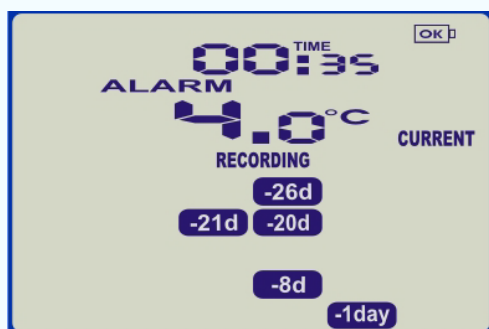 OK
TIME
00:35
ALARM
4.0°C
CURRENT
RECORDING
-26d
-21d -20d
-8d
-1day